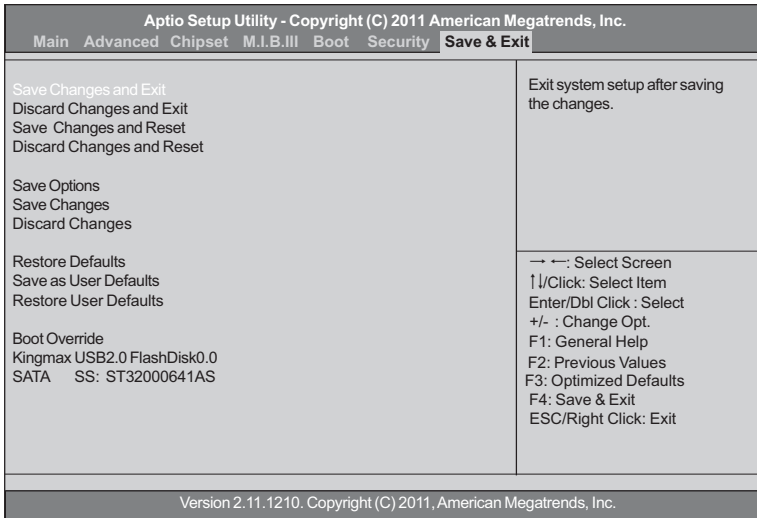 Aptio Setup Utility - Copyright (C) 2011 American Megatrends, Inc.
Main Advanced Chipset M.I.B.III Boot Security Save & Exit
Save Changes and Exit
Discard Changes and Exit
Save Changes and Reset
Discard Changes and Reset
Save Options
Save Changes
Discard Changes
Restore Defaults
Save as User Defaults
Restore User Defaults
Boot Override
Kingmax USB2.0 FlashDisk0.0
SATA SS: ST32000641AS
Exit system setup after saving
the changes.
→ ←: Select Screen
↑↓/Click: Select Item
Enter/Dbl Click : Select
+/- : Change Opt.
F1: General Help
F2: Previous Values
F3: Optimized Defaults
F4: Save & Exit
ESC/Right Click: Exit
Version 2.11.1210. Copyright (C) 2011, American Megatrends, Inc.